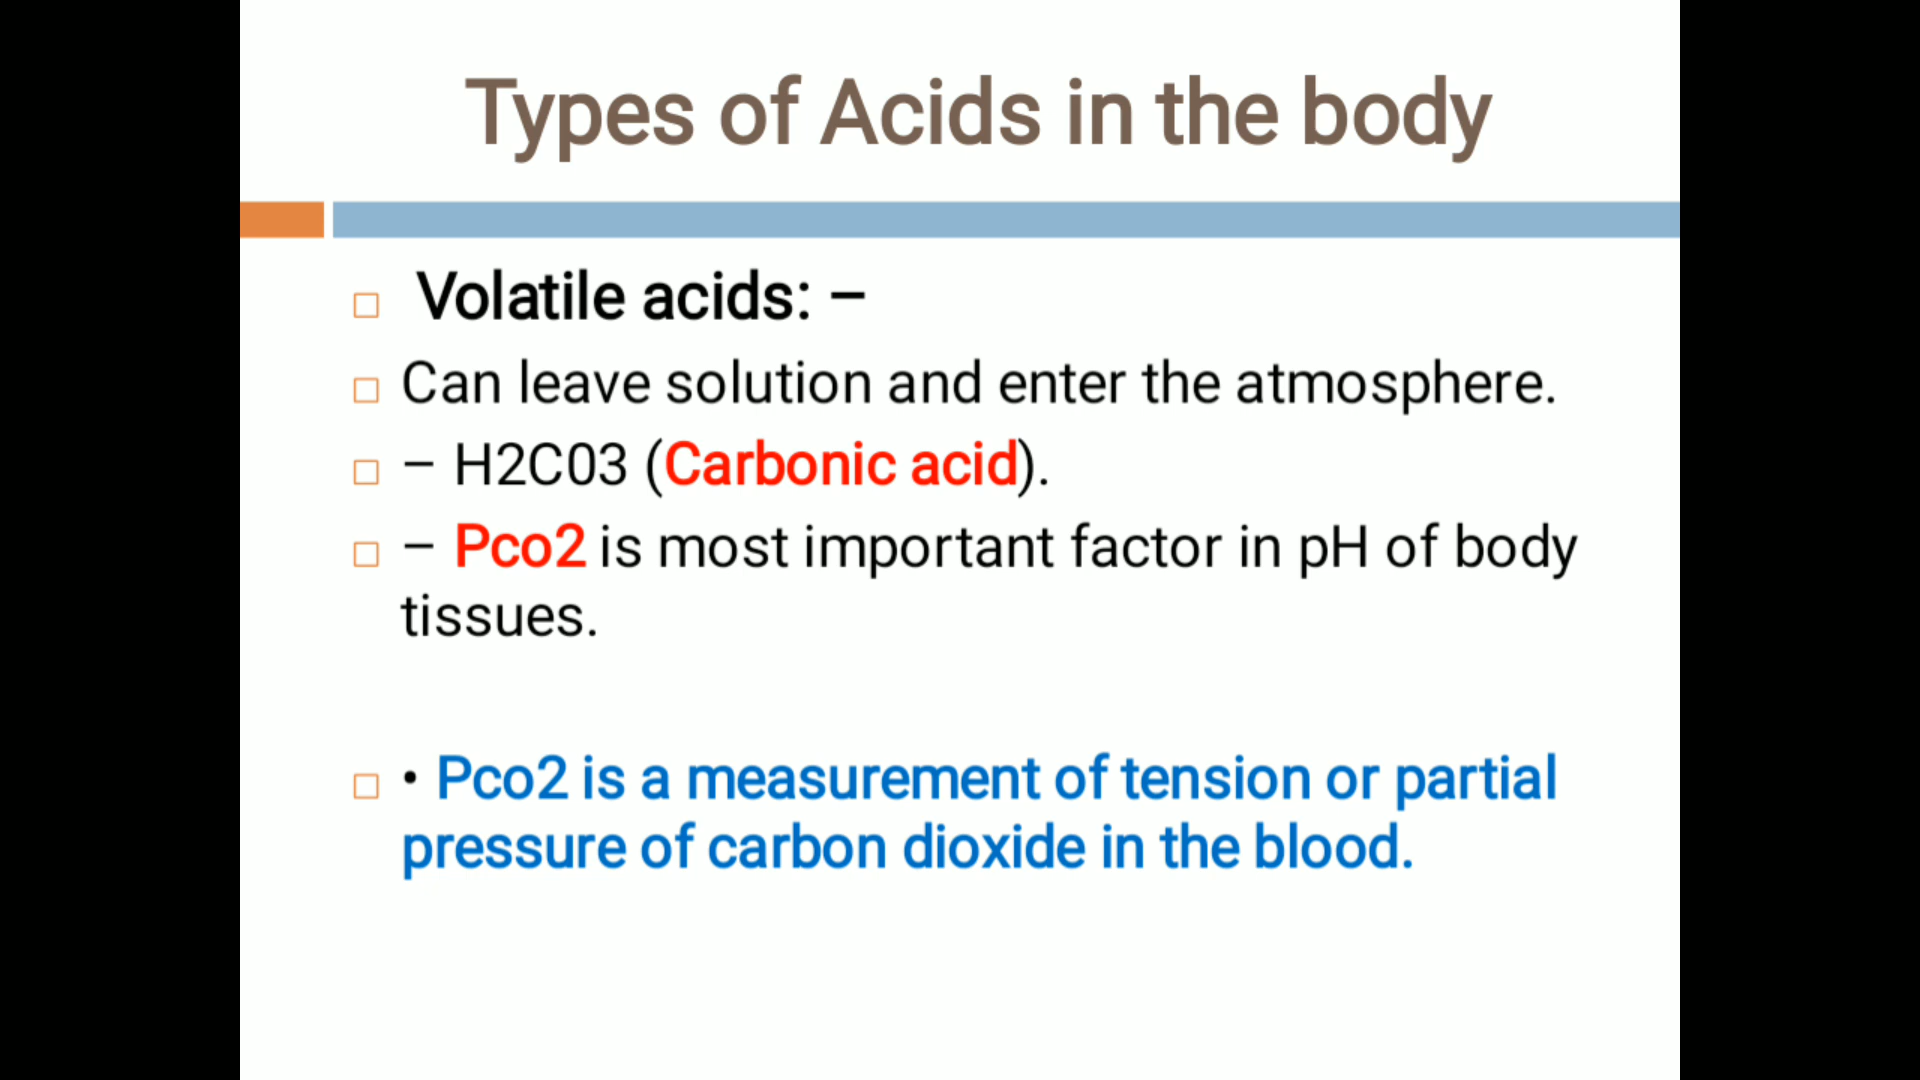 Types of Acids in the body
Volatile acids: –
Can leave solution and enter the atmosphere.
– H2C03 (Carbonic acid).
– Pco2 is most important factor in pH of body
tissues.
• Pco2 is a measurement of tension or partial
pressure of carbon dioxide in the blood.